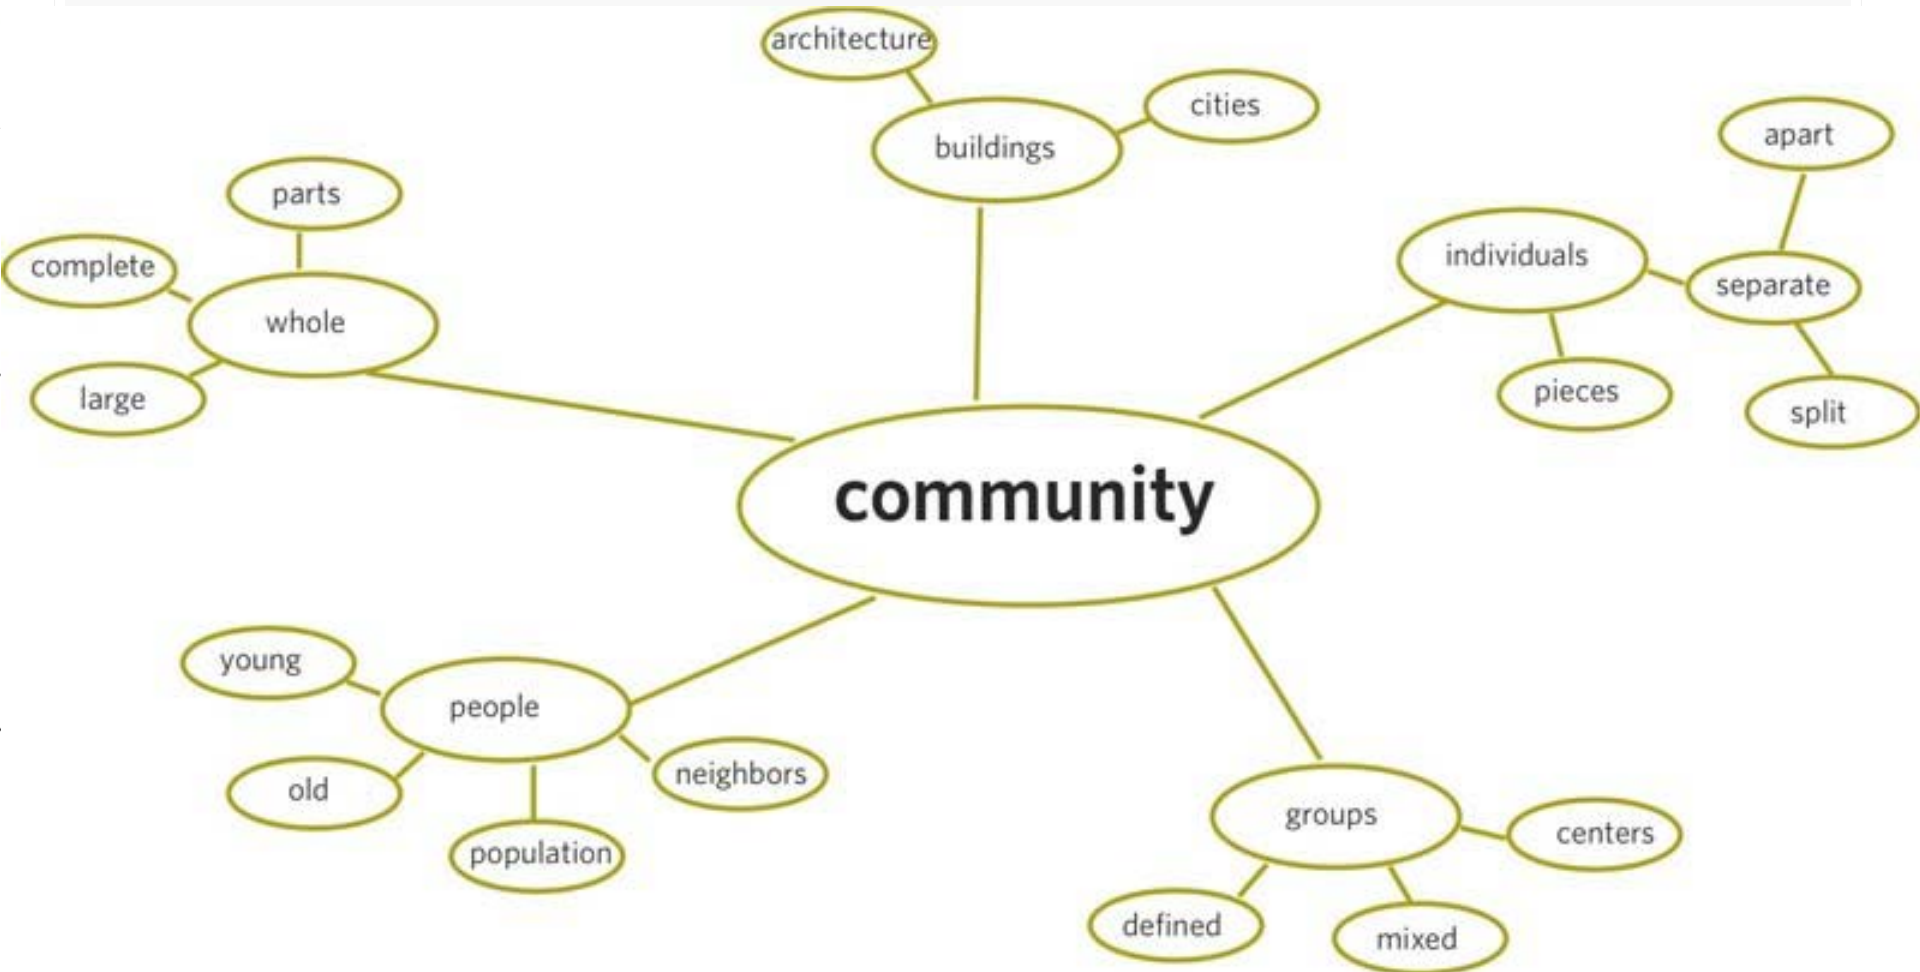 architecture
cities
buildings
apart
parts
individuals
complete
separate
whole
pieces
large
split
community
young
people
neighbors
old
groups
centers
population
defined
mixed